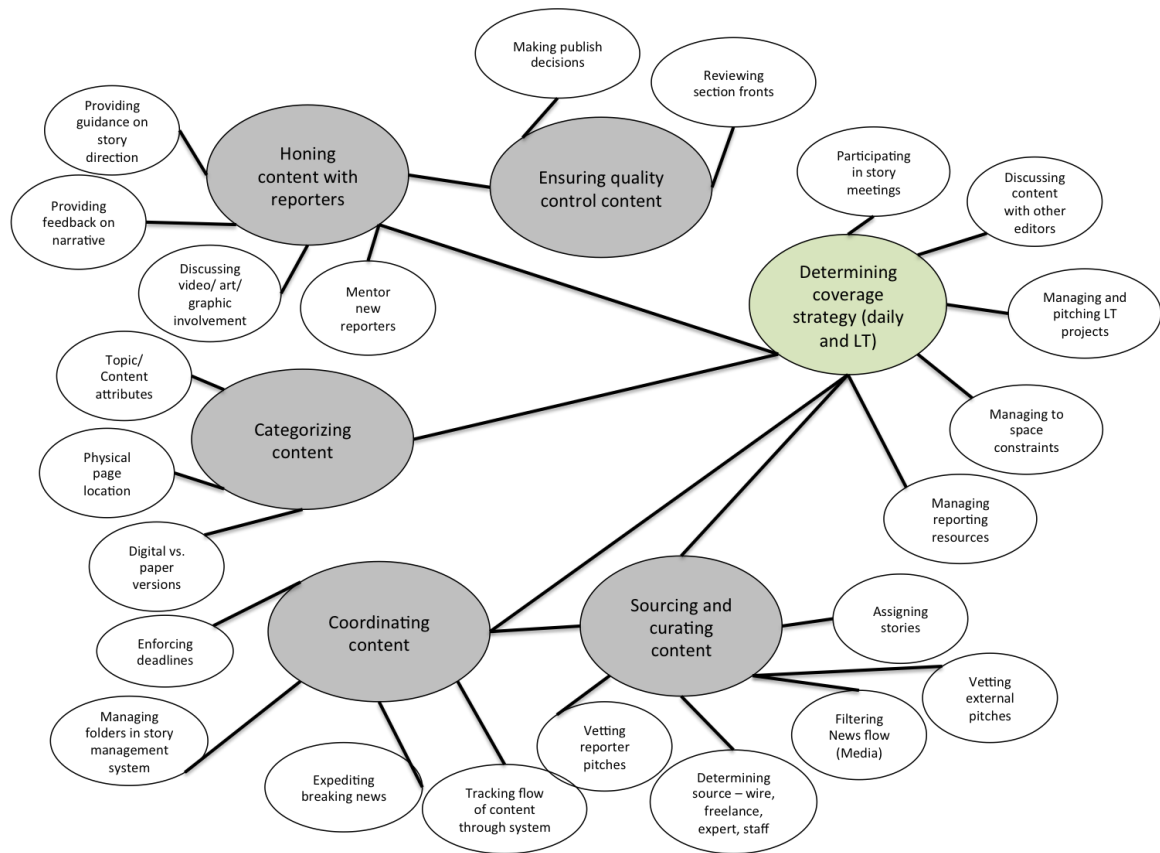 Making publish
decisions
Reviewing
section fronts
Providing
guidance on
story
direction
Honing
content with
reporters
Ensuring quality
control content
Participating
in story
meetings
Discussing
content
with other
editors
Providing
feedback on
narrative
Discussing
video/ art/
graphic
involvement
Mentor
new
reporters
Determining
coverage
strategy (daily
and LT)
Managing and
pitching LT
projects
Topic/
Content
attributes
Categorizing
content
Managing to
space
constraints
Physical
page
location
Managing
reporting
resources
Digital vs.
paper
versions
Coordinating
content
Sourcing and
curating
content
Assigning
stories
Enforcing
deadlines
Vetting
external
pitches
Managing
folders in story
management
system
Filtering
News flow
(Media)
Vetting
reporter
pitches
Expediting
breaking news
Tracking flow
of content
through system
Determining
source – wire,
freelance,
expert, staff